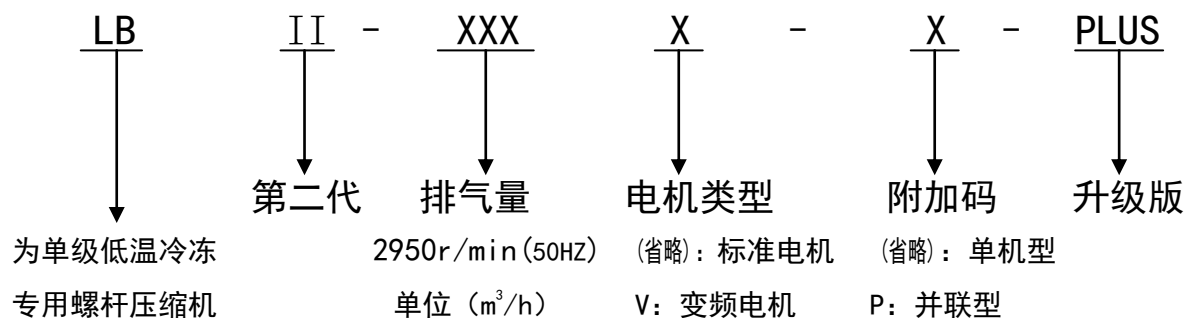 LB II - XXX X - X - PLUS
第二代 排气量 电机类型 附加码 升级版
为单级低温冷冻 2950r/min(50HZ) (省略)：标准电机 (省略)：单机型
专用螺杆压缩机 单位（m³/h） V：变频电机 P：并联型